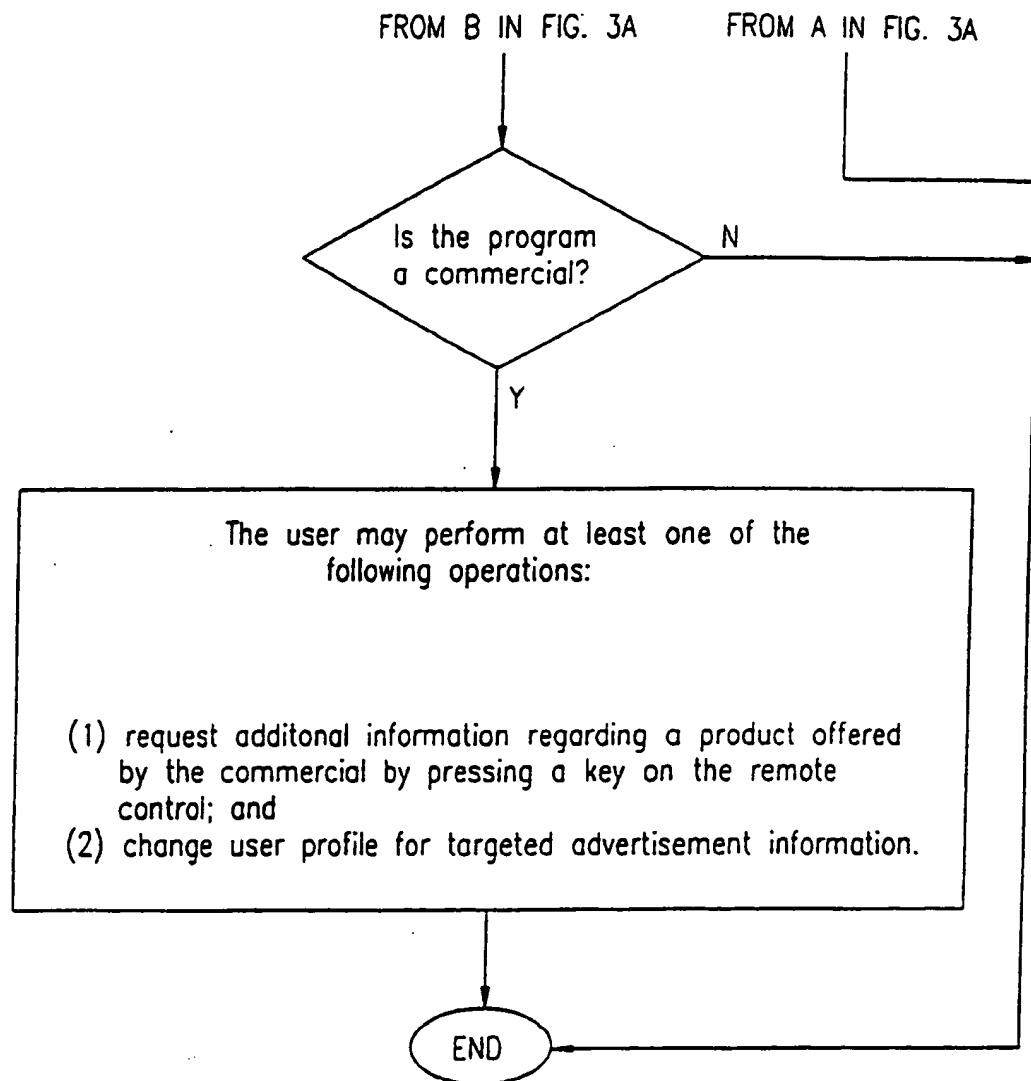 FROM B IN FIG. 3A
FROM A IN FIG. 3A
Is the program
a commercial?
N
Y
The user may perform at least one of the
following operations:
(1) request additonal information regarding a product offered
by the commercial by pressing a key on the remote
control; and
(2) change user profile for targeted advertisement information.
END